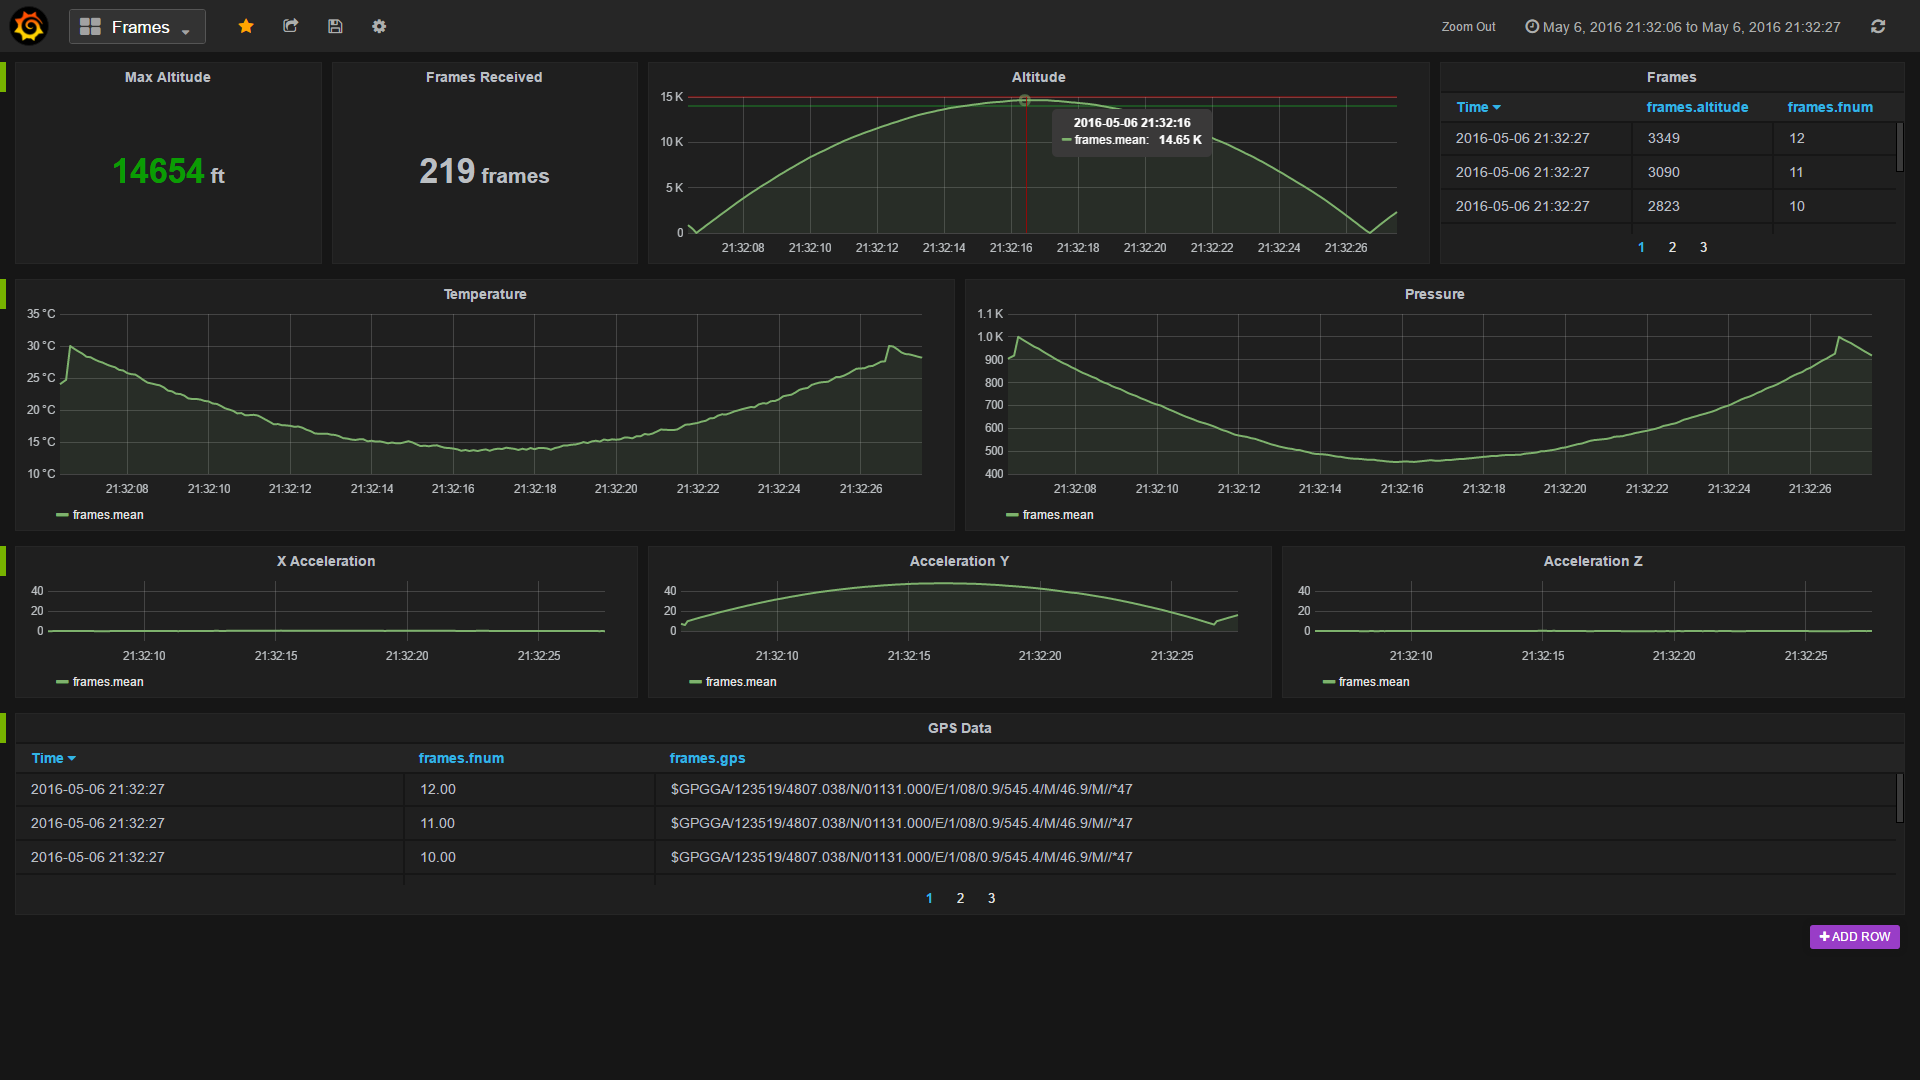 Frames
Zoom Out
May 6, 2016 21:32:06 to May 6, 2016 21:32:27
Max Altitude
14654 ft
Frames Received
219 frames
Altitude
15 K
10 K
5 K
0
2016-05-06 21:32:16
frames.mean: 14.65 K
21:32:08 21:32:10 21:32:12 21:32:14 21:32:16 21:32:18 21:32:20 21:32:22 21:32:24 21:32:26
Frames
Time frames.altitude frames.fnum
2016-05-06 21:32:27 3349 12
2016-05-06 21:32:27 3090 11
2016-05-06 21:32:27 2823 10
1 2 3
Temperature
35 °C
30 °C
25 °C
20 °C
15 °C
10 °C
21:32:08 21:32:10 21:32:12 21:32:14 21:32:16 21:32:18 21:32:20 21:32:22 21:32:24 21:32:26
frames.mean
Pressure
1.1 K
1.0 K
900
800
700
600
500
400
21:32:08 21:32:10 21:32:12 21:32:14 21:32:16 21:32:18 21:32:20 21:32:22 21:32:24 21:32:26
frames.mean
X Acceleration
40
20
0
21:32:10 21:32:15 21:32:20 21:32:25
frames.mean
Acceleration Y
40
20
0
21:32:10 21:32:15 21:32:20 21:32:25
frames.mean
Acceleration Z
40
20
0
21:32:10 21:32:15 21:32:20 21:32:25
frames.mean
GPS Data
Time frames.fnum frames.gps
2016-05-06 21:32:27 12.00 $GPGGA/123519/4807.038/N/01131.000/E/1/08/0.9/545.4/M/46.9/M//*47
2016-05-06 21:32:27 11.00 $GPGGA/123519/4807.038/N/01131.000/E/1/08/0.9/545.4/M/46.9/M//*47
2016-05-06 21:32:27 10.00 $GPGGA/123519/4807.038/N/01131.000/E/1/08/0.9/545.4/M/46.9/M//*47
1 2 3
ADD ROW